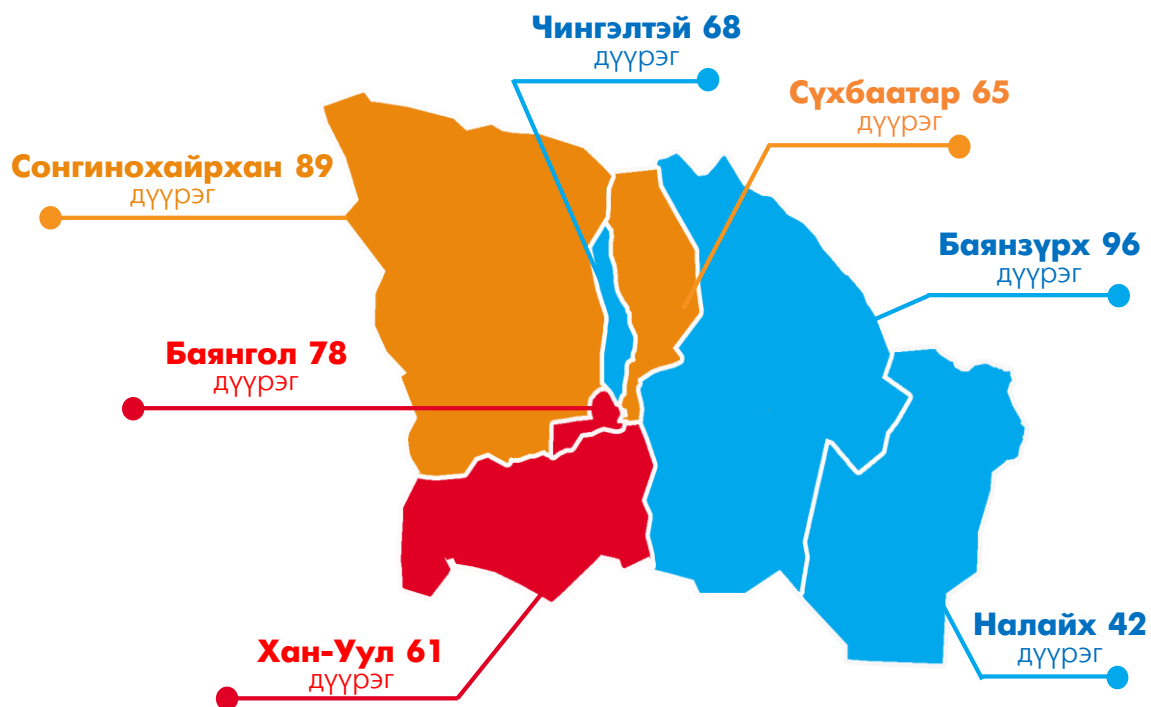 Чингэлтэй 68
дүүрэг
Сүхбаатар 65
дүүрэг
Сонгинохайрхан 89
дүүрэг
Баянзүрх 96
дүүрэг
Баянгол 78
дүүрэг
Налайх 42
дүүрэг
Хан-Уул 61
дүүрэг